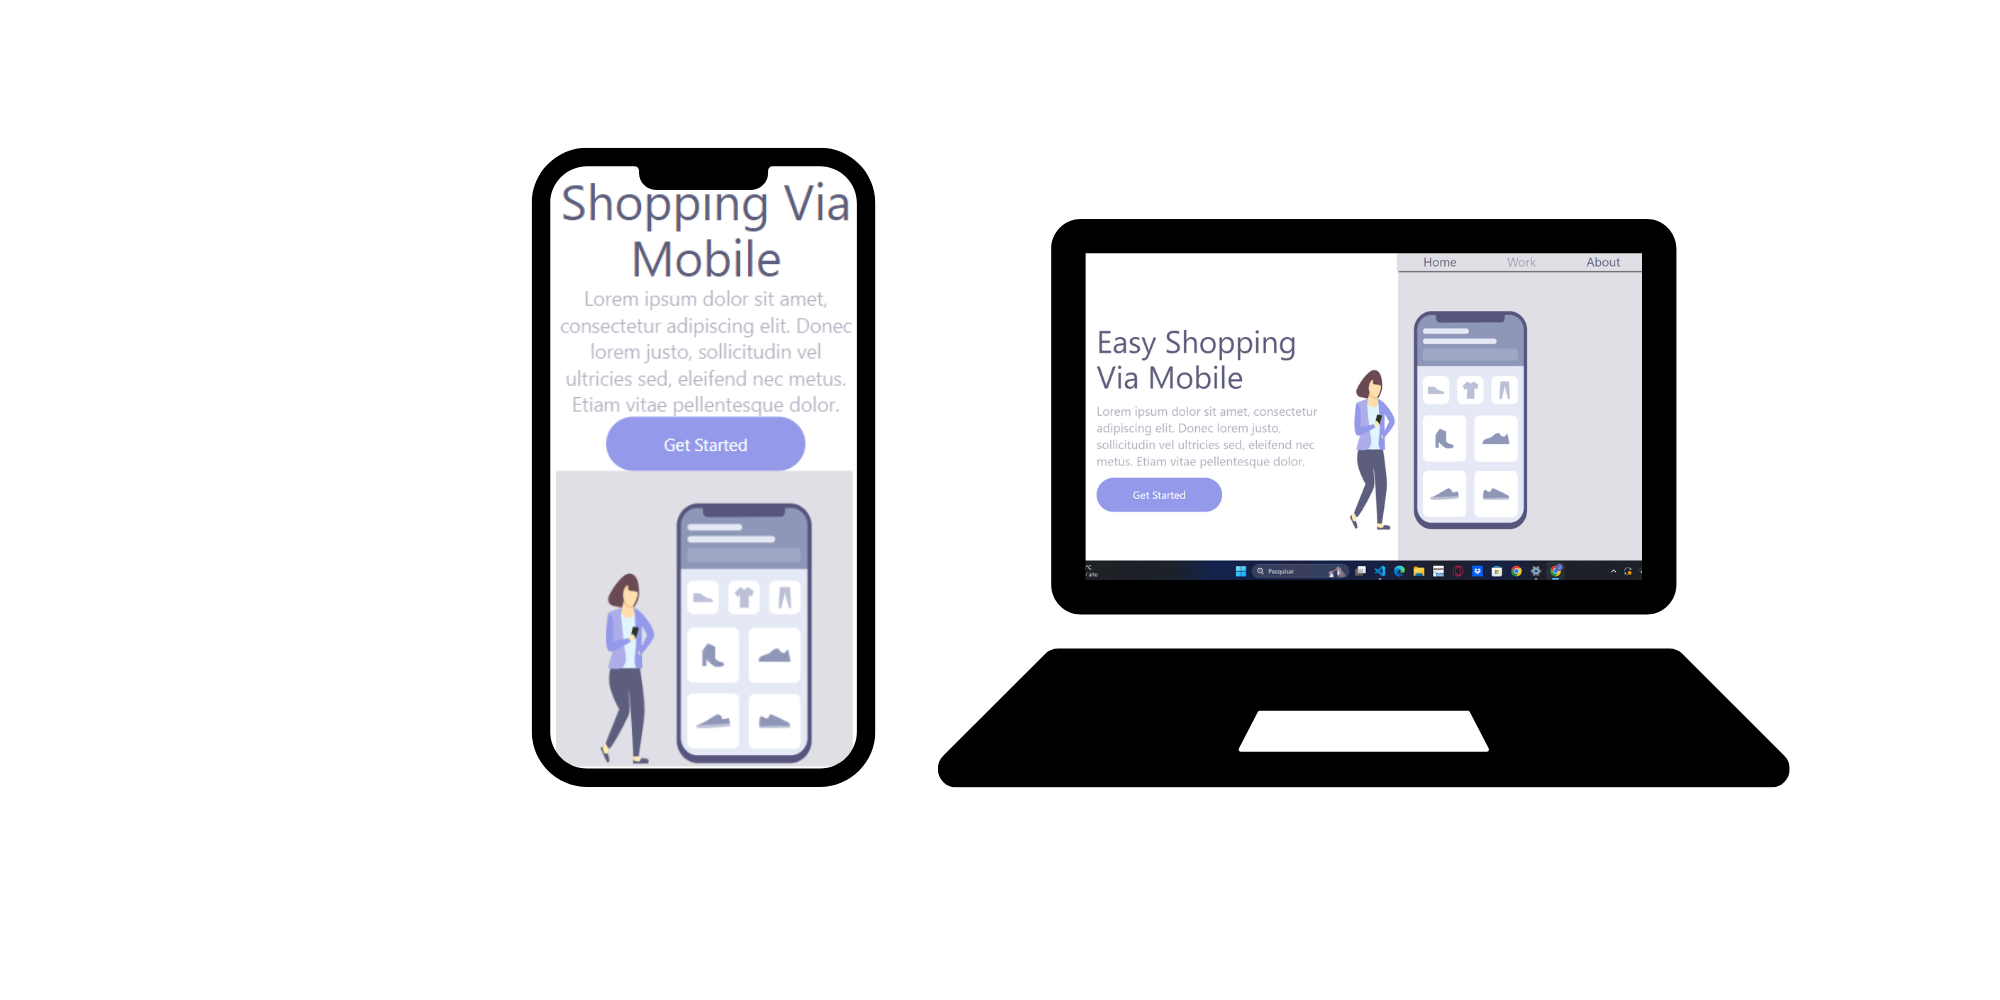 Shopping Via
Mobile
Lorem ipsum dolor sit amet,
consectetur adipiscing elit. Donec
lorem justo, sollicitudin vel
ultricies sed, eleifend nec metus.
Etiam vitae pellentesque dolor.
Get Started
Home Work About
Easy Shopping
Via Mobile
Lorem ipsum dolor sit amet, consectetur
adipiscing elit. Donec lorem justo,
sollicitudin vel ultricies sed, eleifend nec
metus. Etiam vitae pellentesque dolor.
Get Started
Pesquisar